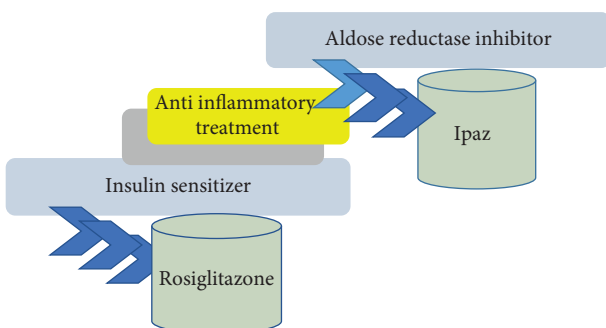 Aldose reductase inhibitor
Anti inflammatory
treatment
Ipaz
Insulin sensitizer
Rosiglitazone